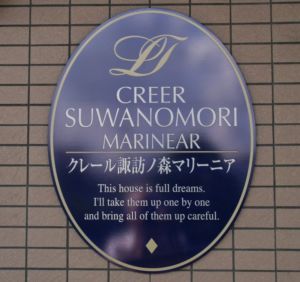 CREER
SUWANOMORI
MARINEAR
クレール諏訪ノ森マリーニア
This house is full dreams.
I'll take them up one by one
and bring all of them up careful.